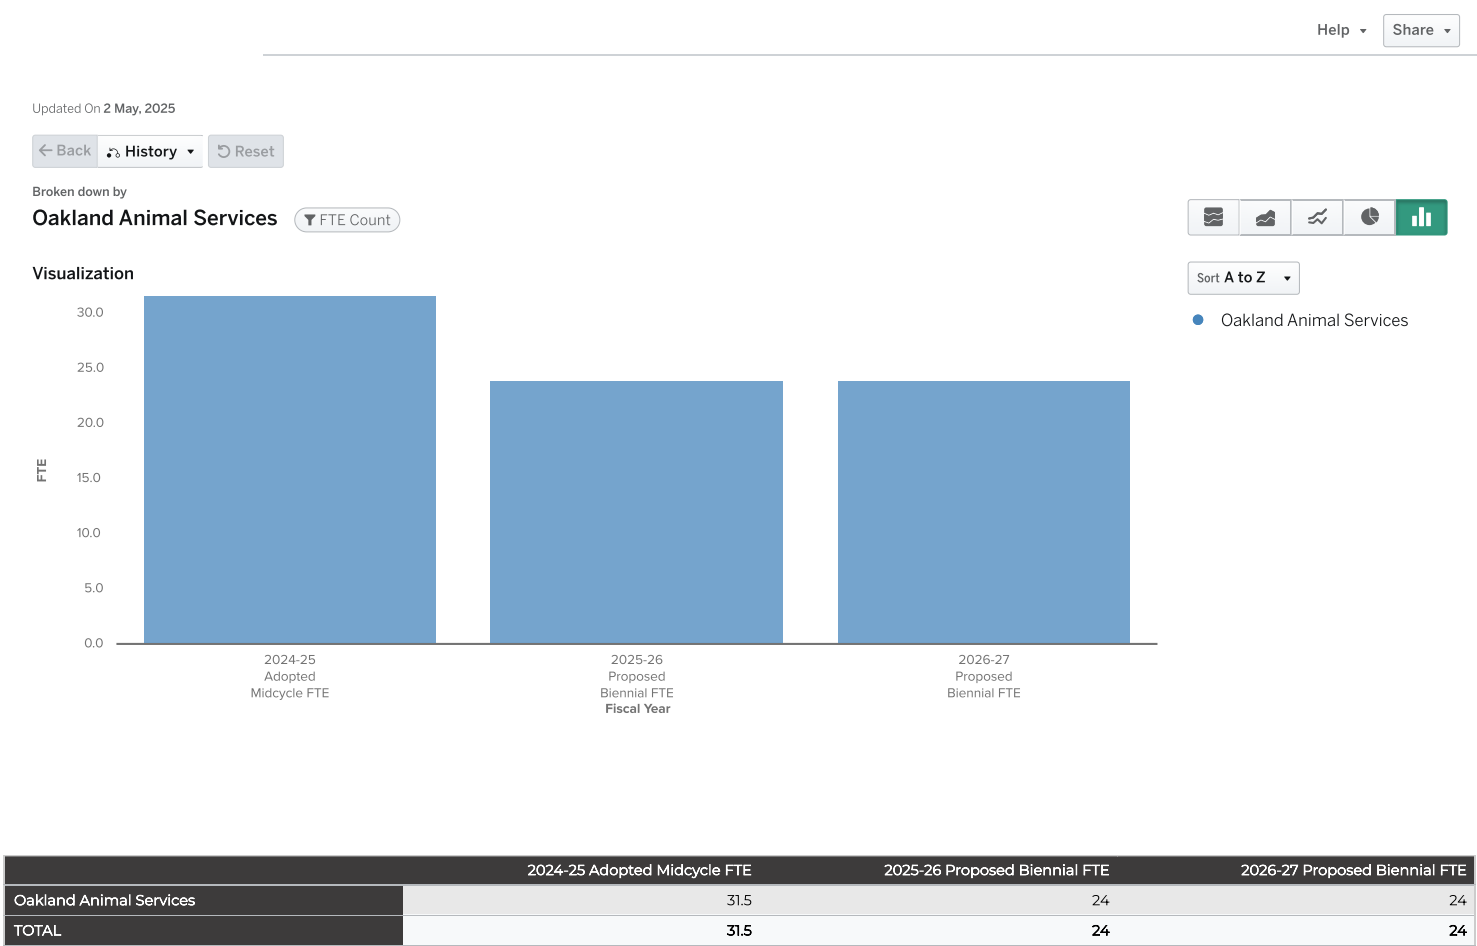 Help
Share
Updated On 2 May, 2025
Back
History
Reset
Broken down by
Oakland Animal Services
FTE Count
Visualization
Sort A to Z
Oakland Animal Services
30.0
25.0
20.0
15.0
10.0
5.0
0.0
FTE
2024-25
Adopted
Midcycle FTE
2025-26
Proposed
Biennial FTE
2026-27
Proposed
Biennial FTE
Fiscal Year
2024-25 Adopted Midcycle FTE 2025-26 Proposed Biennial FTE 2026-27 Proposed Biennial FTE
Oakland Animal Services 31.5 24 24
TOTAL 31.5 24 24